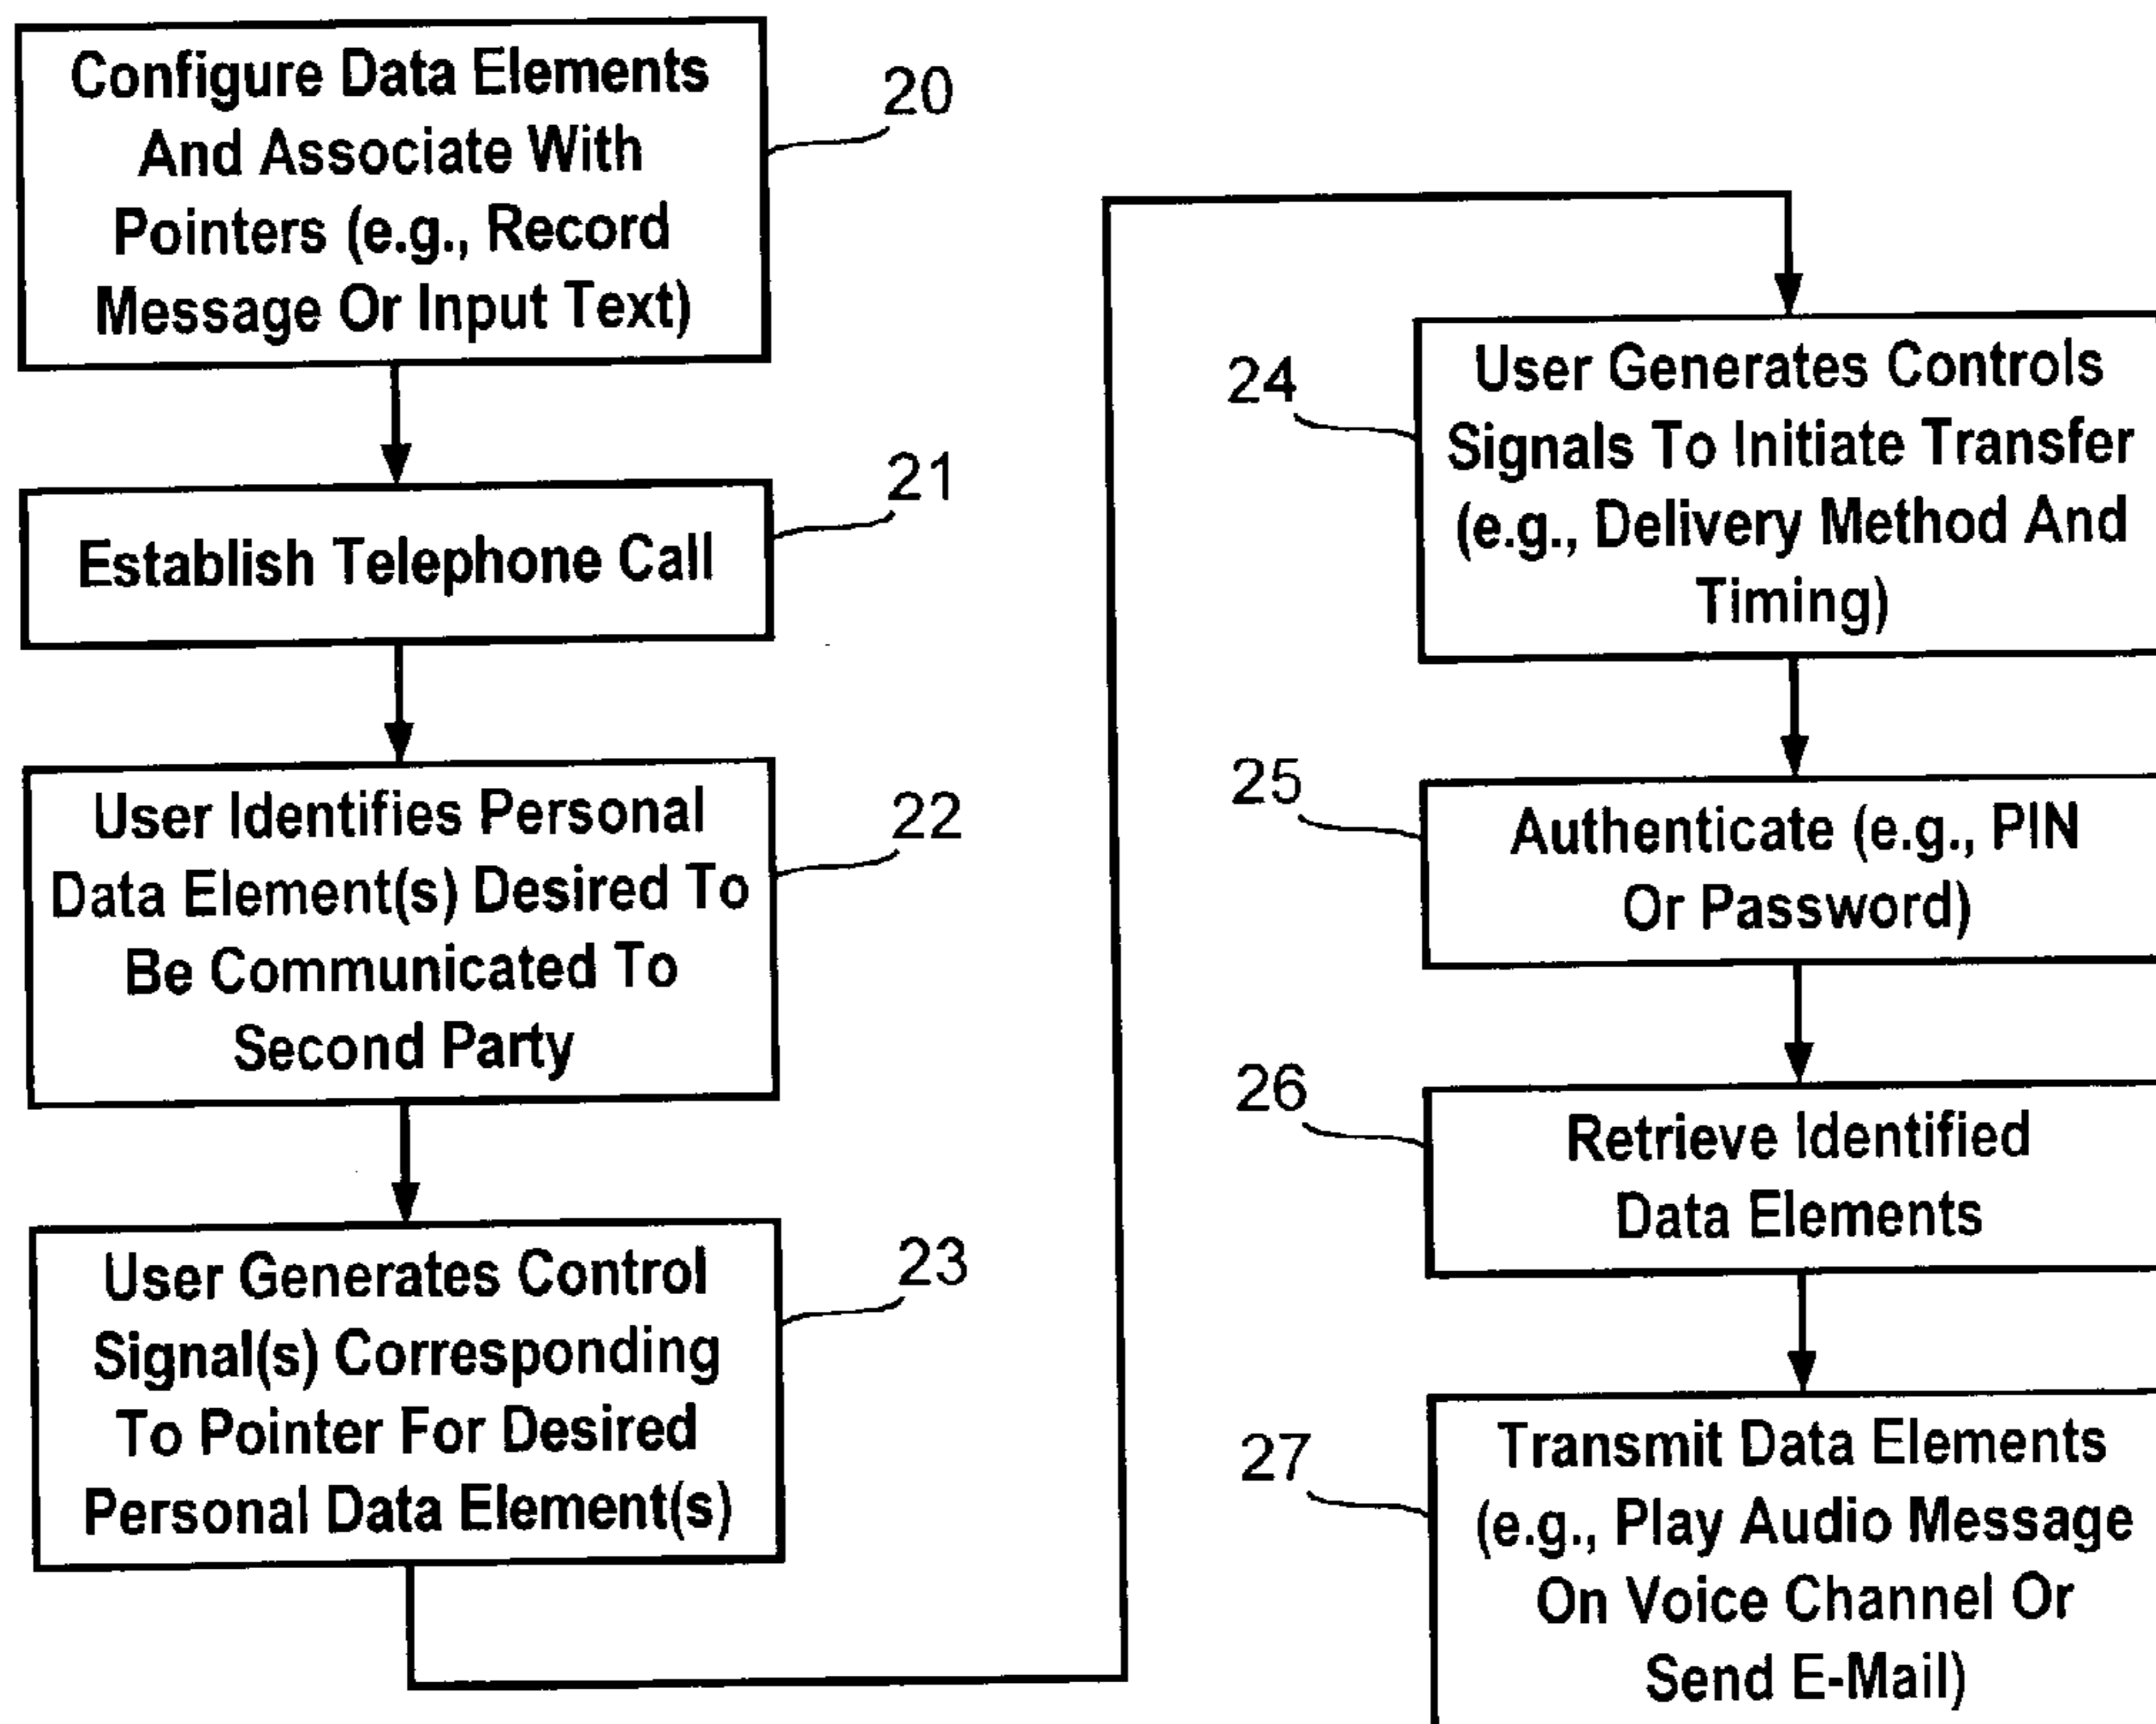 Configure Data Elements
And Associate With
Pointers (e.g., Record
Message Or Input Text)
20
Establish Telephone Call
21
User Identifies Personal
Data Element(s) Desired To
Be Communicated To
Second Party
22
User Generates Control
Signal(s) Corresponding
To Pointer For Desired
Personal Data Element(s)
23
24
User Generates Controls
Signals To Initiate Transfer
(e.g., Delivery Method And
Timing)
25
Authenticate (e.g., PIN
Or Password)
26
Retrieve Identified
Data Elements
27
Transmit Data Elements
(e.g., Play Audio Message
On Voice Channel Or
Send E-Mail)